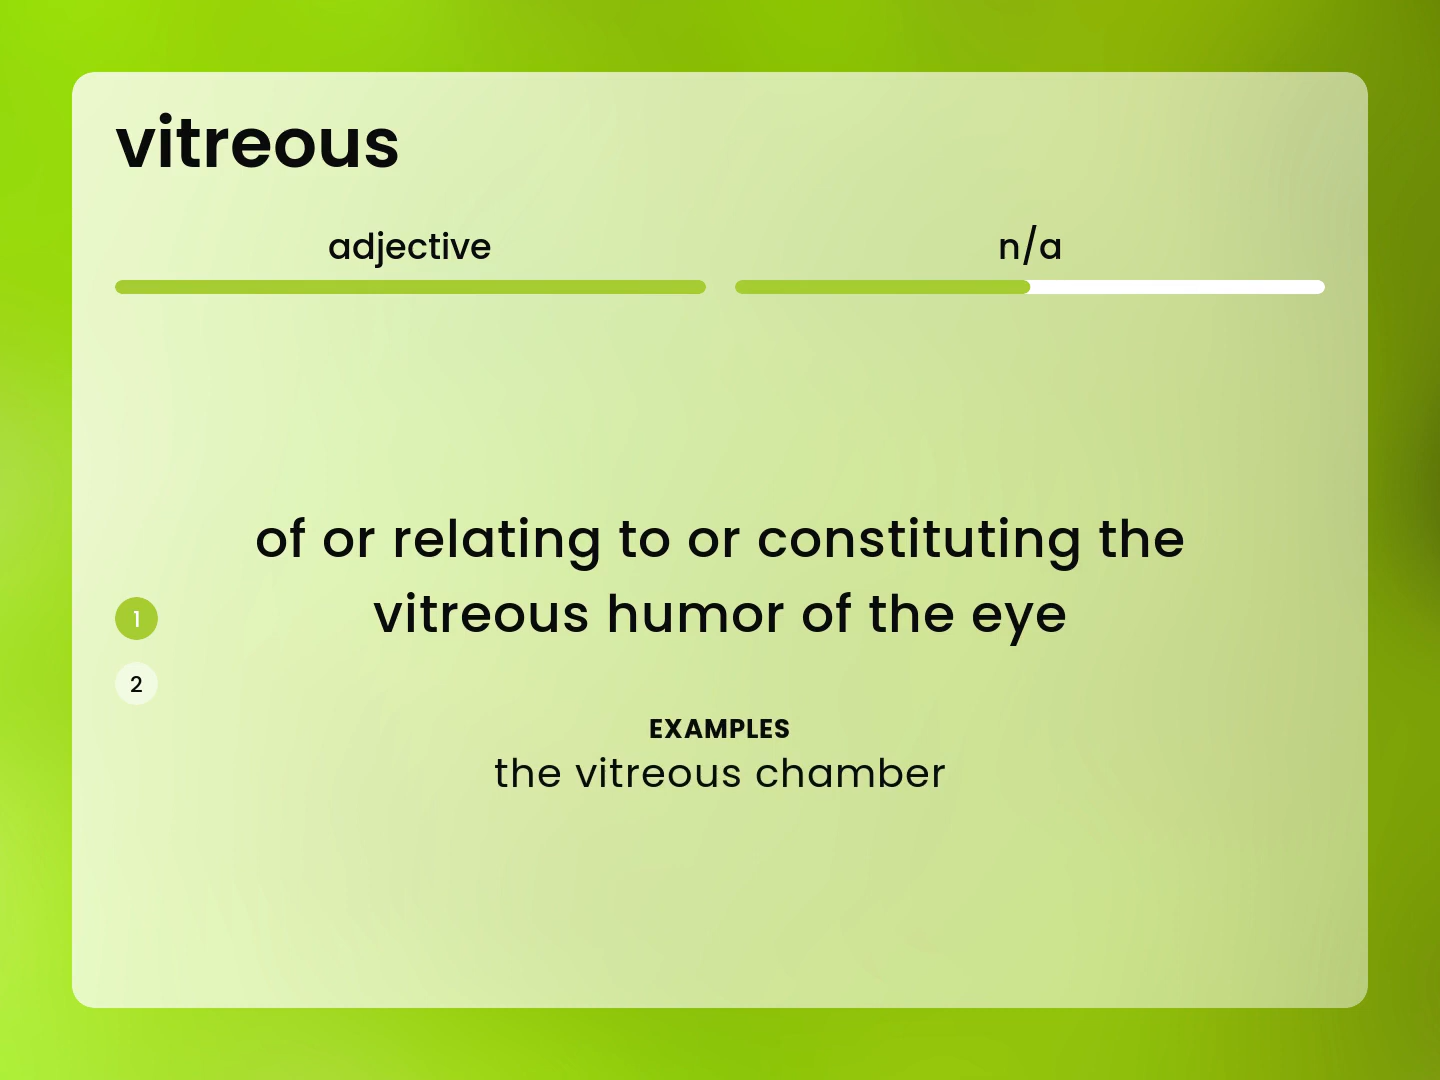 vitreous
adjective
n/a
of or relating to or constituting the
vitreous humor of the eye
1
2
EXAMPLES
the vitreous chamber